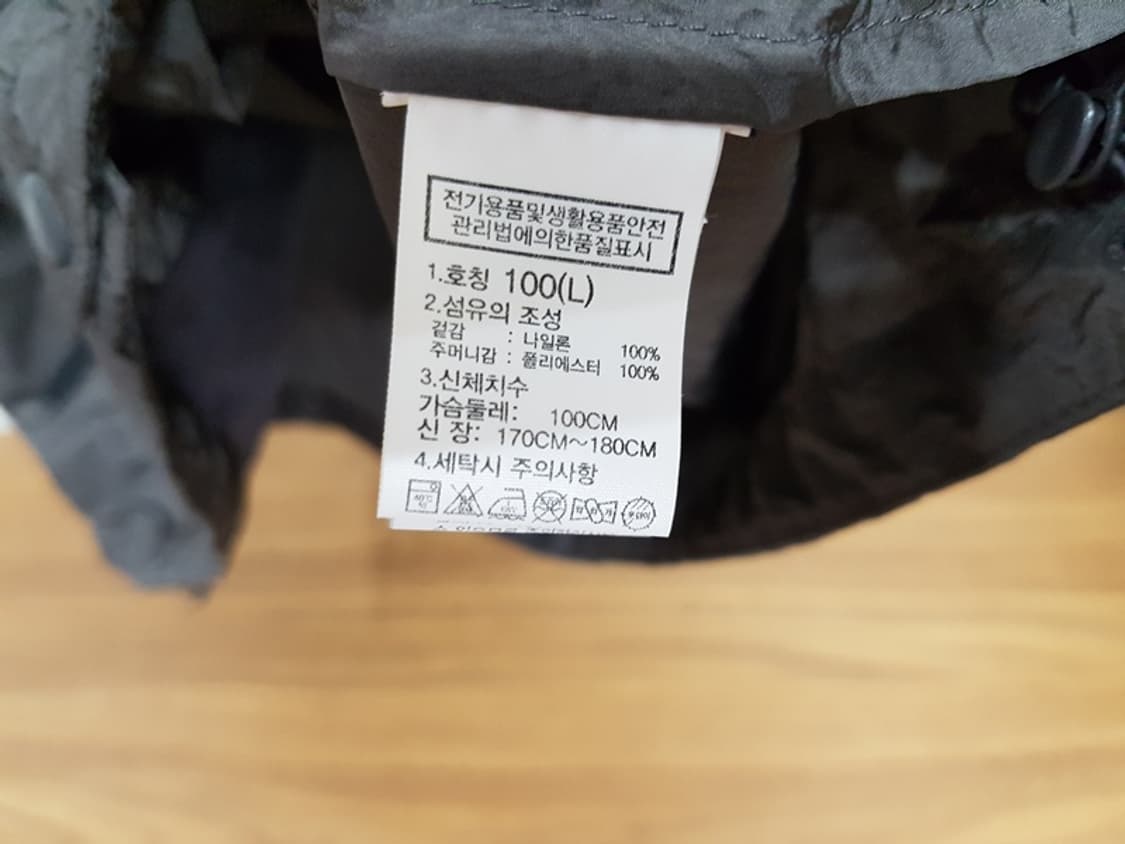 전기용품및생활용품안전
관리법에의한품질표시
1.호칭 100(L)
2.섬유의 조성
겉감 : 나일론 100%
주머니감 : 폴리에스터 100%
3.신체치수
가슴둘레: 100CM
신 장: 170CM~180CM
4.세탁시 주의사항